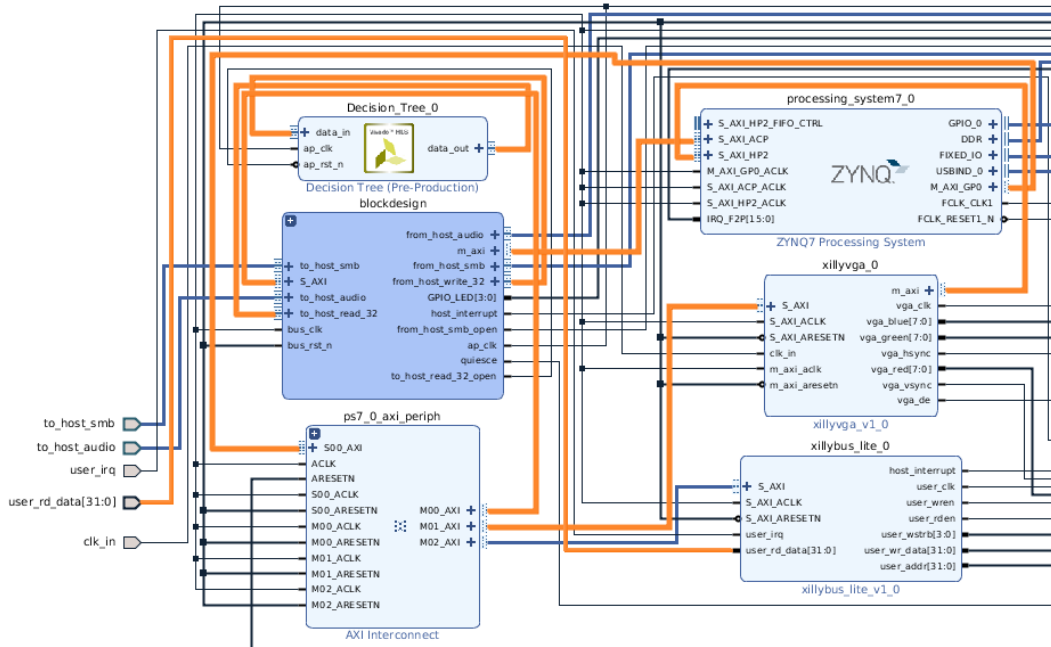 Decision_Tree_0
data_in
ap_clk
ap_rst_n
Vivado™ HLS
data_out
Decision Tree (Pre-Production)
blockdesign
to_host_smb
S_AXI
to_host_audio
to_host_read_32
bus_clk
bus_rst_n
from_host_audio
m_axi
from_host_smb
from_host_write_32
GPIO_LED[3:0]
host_interrupt
from_host_smb_open
ap_clk
quiesce
to_host_read_32_open
to_host_smb
to_host_audio
user_irq
user_rd_data[31:0]
clk_in
ps7_0_axi_periph
S00_AXI
ACLK
ARESETN
S00_ACLK
S00_ARESETN
M00_ACLK
M00_ARESETN
M01_ACLK
M01_ARESETN
M02_ACLK
M02_ARESETN
M00_AXI
M01_AXI
M02_AXI
AXI Interconnect
processing_system7_0
S_AXI_HP2_FIFO_CTRL
S_AXI_ACP
S_AXI_HP2
M_AXI_GP0_ACLK
S_AXI_ACP_ACLK
S_AXI_HP2_ACLK
IRQ_F2P[15:0]
ZYNQ
GPIO_0
DDR
FIXED_IO
USBIND_0
M_AXI_GP0
FCLK_CLK1
FCLK_RESET1_N
ZYNQ7 Processing System
xillyvga_0
S_AXI
S_AXI_ACLK
S_AXI_ARESETN
clk_in
m_axi_aclk
m_axi_aresetn
m_axi
vga_clk
vga_blue[7:0]
vga_green[7:0]
vga_hsync
vga_red[7:0]
vga_vsync
vga_de
xillyvga_v1_0
xillybus_lite_0
S_AXI
S_AXI_ACLK
S_AXI_ARESETN
user_irq
user_rd_data[31:0]
host_interrupt
user_clk
user_wren
user_rden
user_wstrb[3:0]
user_wr_data[31:0]
user_addr[31:0]
xillybus_lite_v1_0